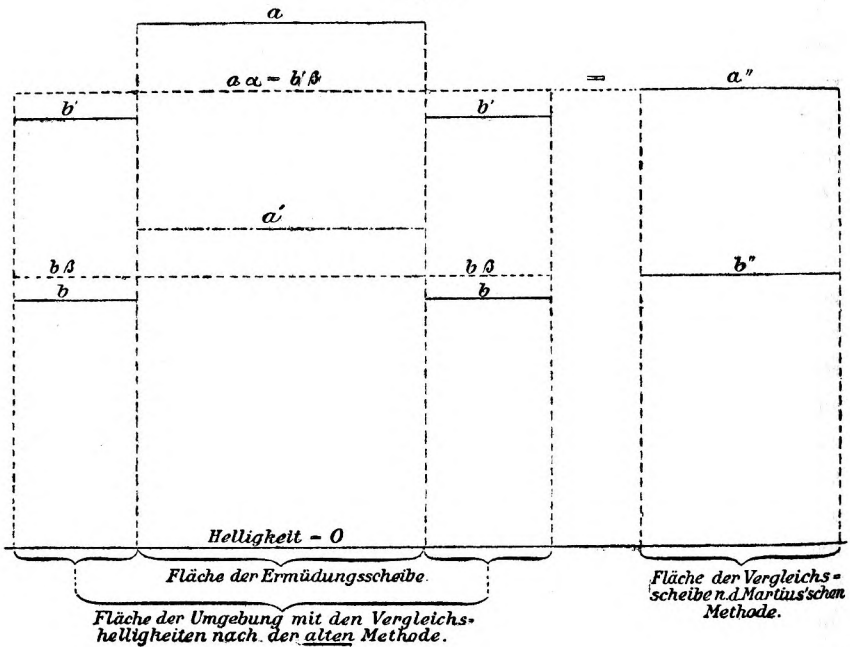 a
a α = b'β = a"
b' b'
a'
bβ bβ b"
b b
Helligkeit = 0
Fläche der Ermüdungsscheibe.
Fläche der Umgebung mit den Vergleichs=
helligkeiten nach der alten Methode.
Fläche der Vergleichs=
scheibe n.d. Martius'schen
Methode.